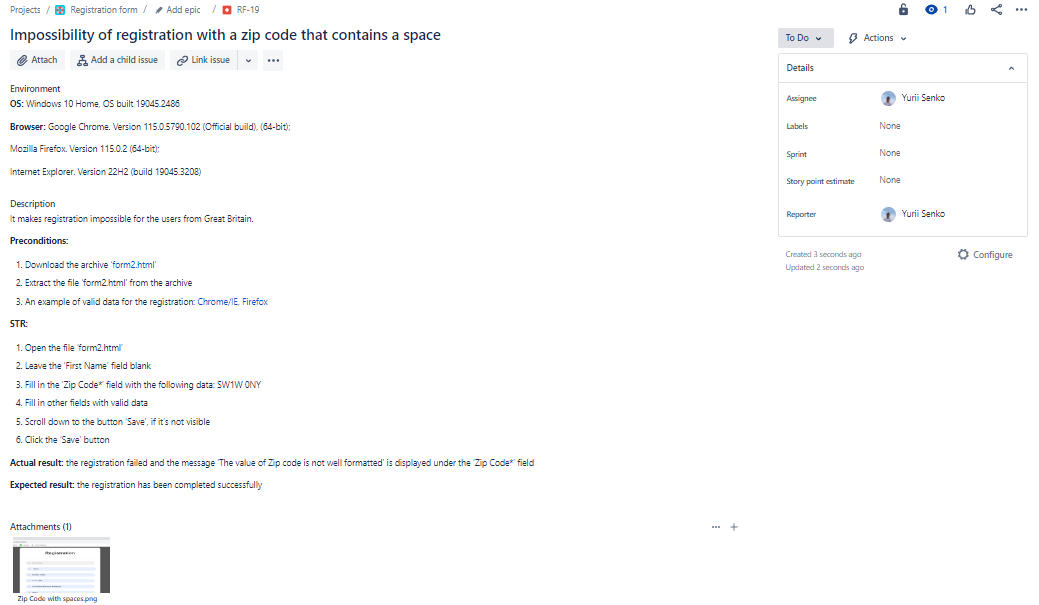 Projects / Registration form / Add epic / RF-19
1
Impossibility of registration with a zip code that contains a space
To Do Actions
Attach Add a child issue Link issue
Details
Environment
OS: Windows 10 Home, OS built 19045.2486
Assignee Yurii Senko
Browser: Google Chrome. Version 115.0.5790.102 (Official build), (64-bit);
Labels None
Mozilla Firefox. Version 115.0.2 (64-bit);
Sprint None
Internet Explorer. Version 22H2 (build 19045.3208)
Story point estimate None
Description
It makes registration impossible for the users from Great Britain.
Reporter Yurii Senko
Preconditions:
Created 3 seconds ago
Configure
Updated 2 seconds ago
1. Download the archive 'form2.html'
2. Extract the file 'form2.html' from the archive
3. An example of valid data for the registration: Chrome/IE, Firefox
STR:
1. Open the file 'form2.html'
2. Leave the 'First Name' field blank
3. Fill in the 'Zip Code*' field with the following data: SW1W 0NY
4. Fill in other fields with valid data
5. Scroll down to the button 'Save', if it's not visible
6. Click the 'Save' button
Actual result: the registration failed and the message 'The value of Zip code is not well formatted' is displayed under the 'Zip Code*' field
Expected result: the registration has been completed successfully
Attachments (1)
Registration
Zip Code with spaces.png